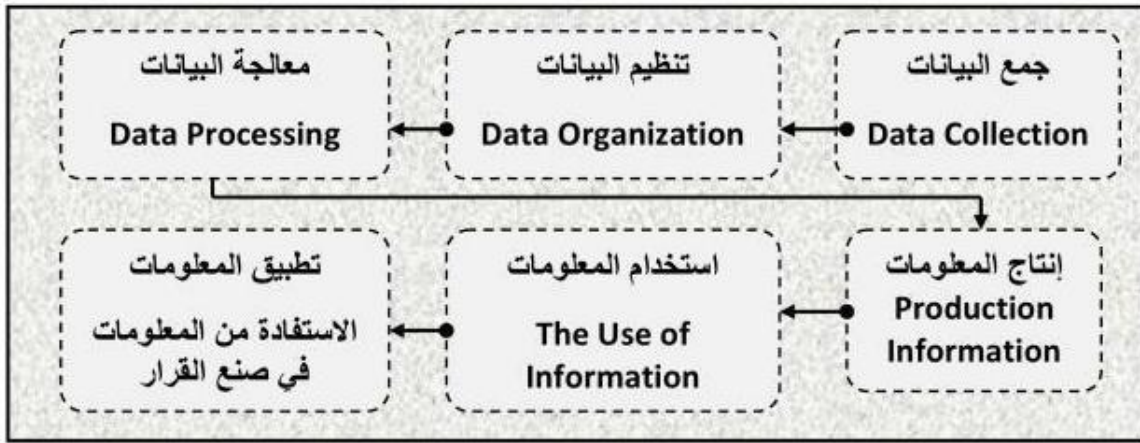 جمع البيانات
Data Collection
تنظيم البيانات
Data Organization
معالجة البيانات
Data Processing
إنتاج المعلومات
Production
Information
استخدام المعلومات
The Use of
Information
تطبيق المعلومات
الاستفادة من المعلومات
في صنع القرار